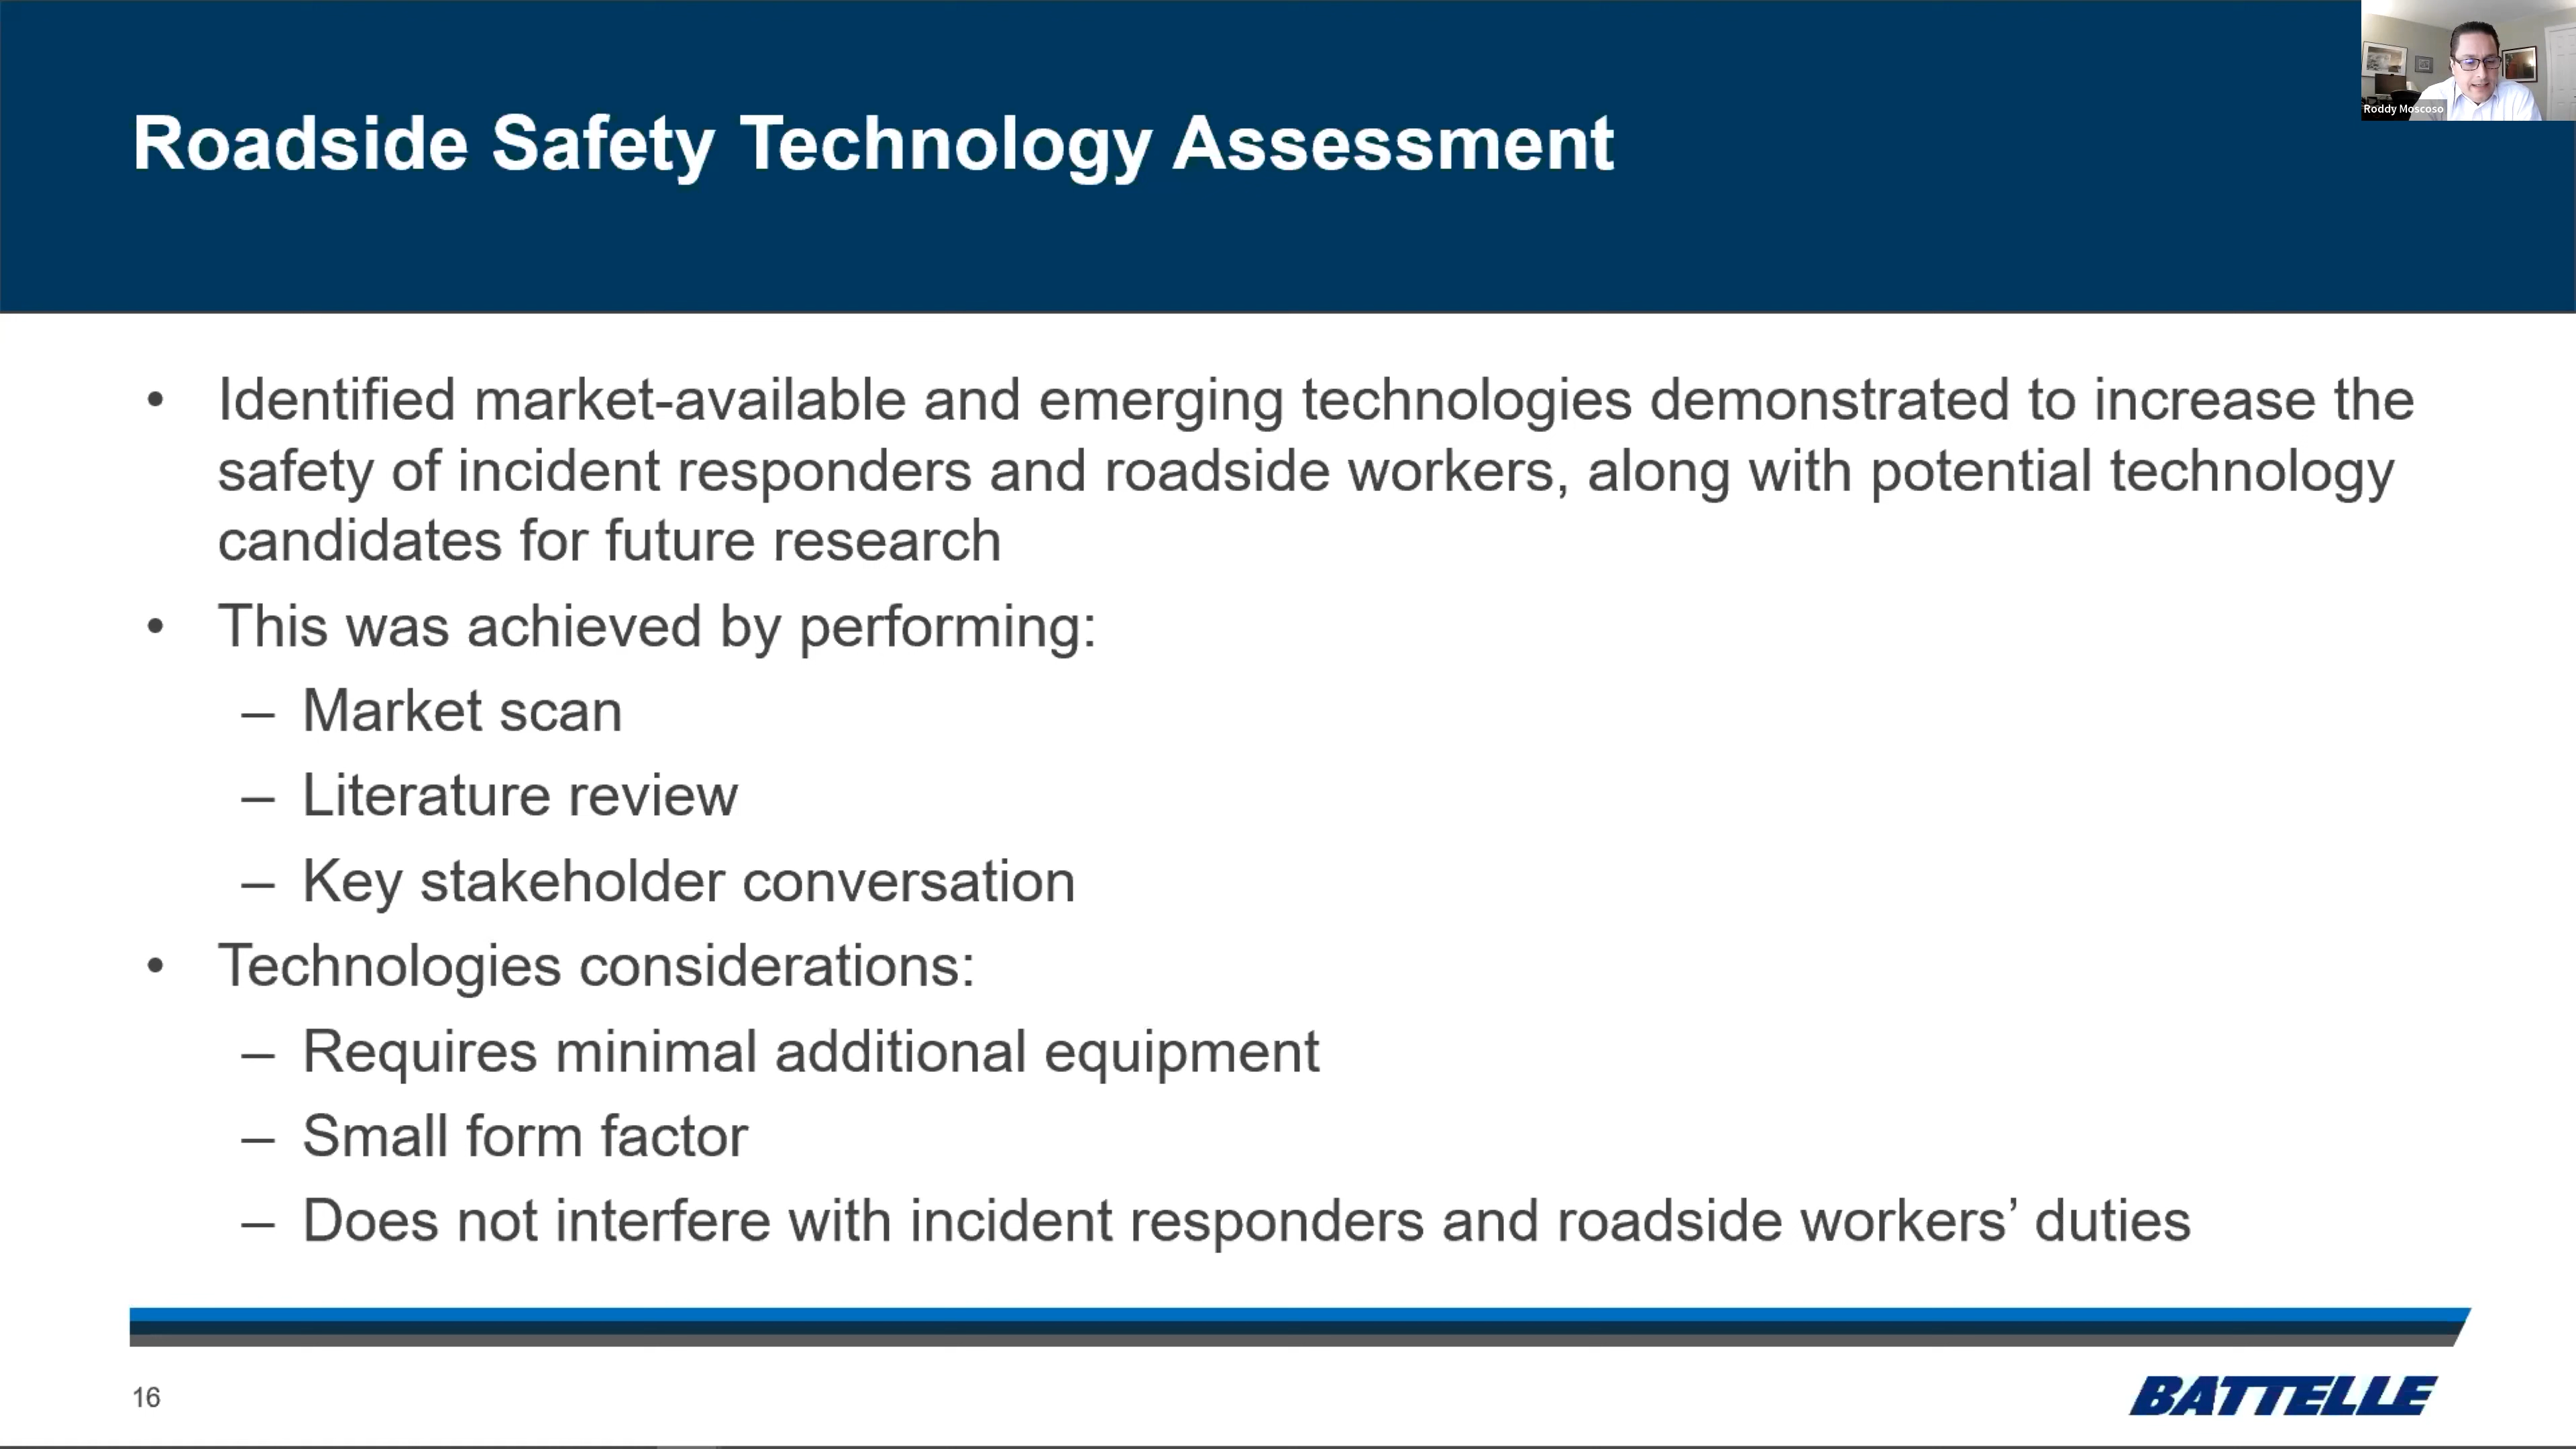 Roddy Moscoso
Roadside Safety Technology Assessment
• Identified market-available and emerging technologies demonstrated to increase the
safety of incident responders and roadside workers, along with potential technology
candidates for future research
• This was achieved by performing:
– Market scan
– Literature review
– Key stakeholder conversation
• Technologies considerations:
– Requires minimal additional equipment
– Small form factor
– Does not interfere with incident responders and roadside workers’ duties
16
BATTELLE